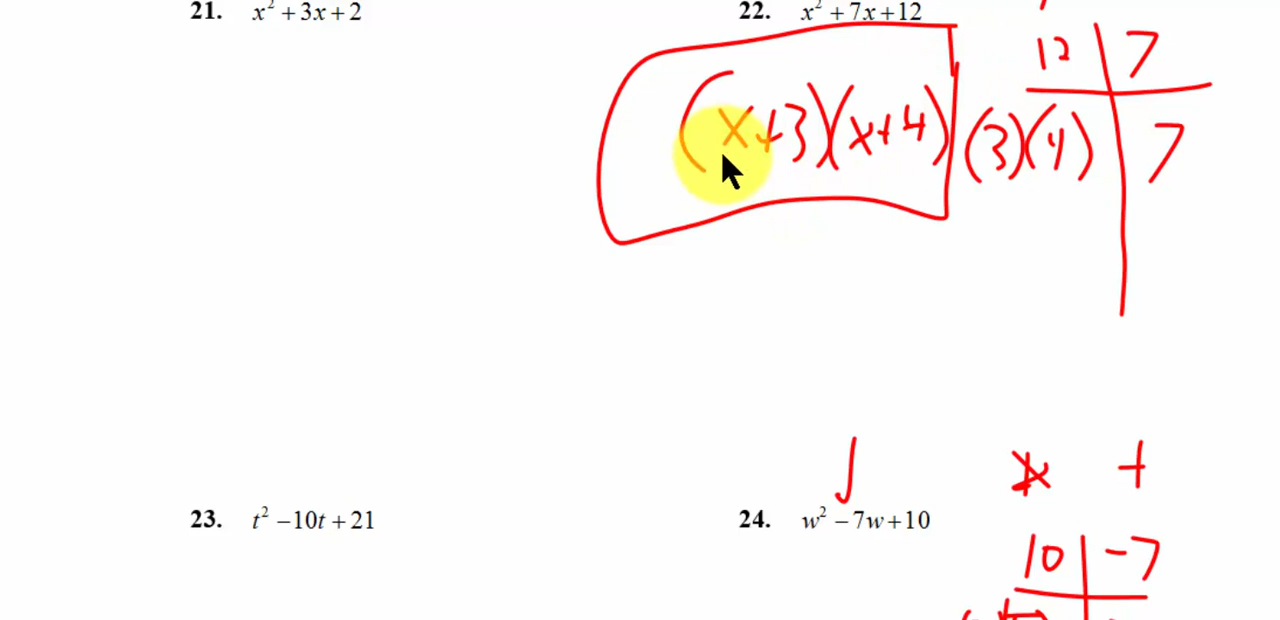 21. x² + 3x + 2
22. x² + 7x + 12
12 | 7
(x+3)(x+4) (3)(4) | 7
* +
23. t² − 10t + 21
24. w² − 7w + 10
10 | −7